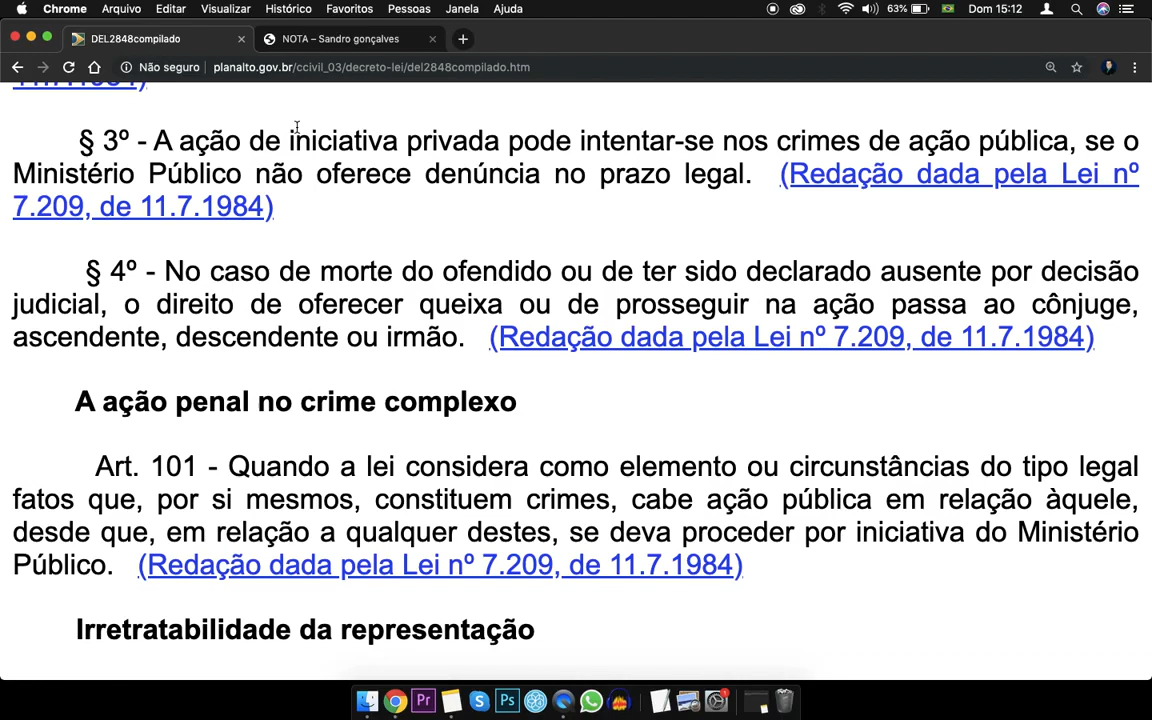 Chrome Arquivo Editar Visualizar Histórico Favoritos Pessoas Janela Ajuda 63% Dom 15:12
DEL2848compilado NOTA – Sandro gonçalves
Não seguro planalto.gov.br/ccivil_03/decreto-lei/del2848compilado.htm
11.7.1984)
§ 3º - A ação de iniciativa privada pode intentar-se nos crimes de ação pública, se o
Ministério Público não oferece denúncia no prazo legal. (Redação dada pela Lei nº
7.209, de 11.7.1984)
§ 4º - No caso de morte do ofendido ou de ter sido declarado ausente por decisão
judicial, o direito de oferecer queixa ou de prosseguir na ação passa ao cônjuge,
ascendente, descendente ou irmão. (Redação dada pela Lei nº 7.209, de 11.7.1984)
A ação penal no crime complexo
Art. 101 - Quando a lei considera como elemento ou circunstâncias do tipo legal
fatos que, por si mesmos, constituem crimes, cabe ação pública em relação àquele,
desde que, em relação a qualquer destes, se deva proceder por iniciativa do Ministério
Público. (Redação dada pela Lei nº 7.209, de 11.7.1984)
Irretratabilidade da representação
Pr Ps 1